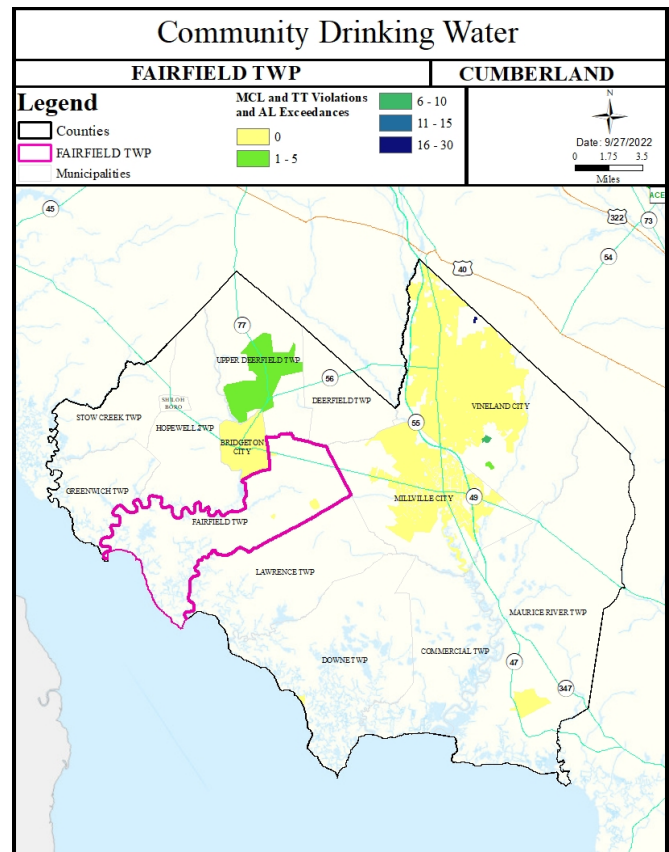 Community Drinking Water
FAIRFIELD TWP
CUMBERLAND
Legend
Counties
FAIRFIELD TWP
Municipalities
MCL and TT Violations
and AL Exceedances
0
1 - 5
6 - 10
11 - 15
16 - 30
N
Date: 9/27/2022
0 1.75 3.5
Miles
ACE
45
322
73
54
40
77
UPPER DEERFIELD TWP
56
DEERFIELD TWP
SHILOH
BORO
STOW CREEK TWP
HOPEWELL TWP
BRIDGETON
CITY
VINELAND CITY
55
GREENWICH TWP
MILLVILLE CITY
49
FAIRFIELD TWP
LAWRENCE TWP
MAURICE RIVER TWP
DOWNE TWP
COMMERCIAL TWP
47
347